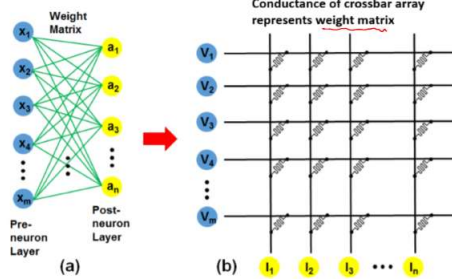 Conductance of crossbar array
represents weight matrix
Weight
Matrix
x1
x2
x3
x4
xm
a1
a2
a3
an
Pre-
neuron
Layer
Post-
neuron
Layer
(a)
V1
V2
V3
V4
Vm
I1 I2 I3 In
(b)